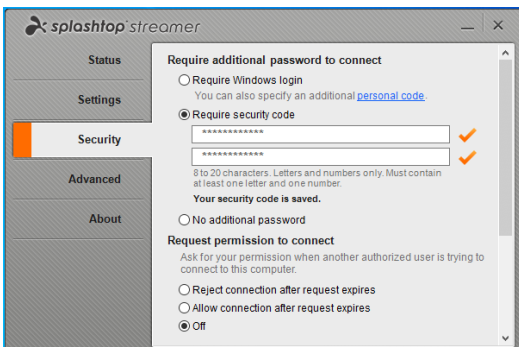 splashtop streamer
Status
Settings
Security
Advanced
About
Require additional password to connect
Require Windows login
You can also specify an additional personal code.
Require security code
************
************
8 to 20 characters. Letters and numbers only. Must contain
at least one letter and one number.
Your security code is saved.
No additional password
Request permission to connect
Ask for your permission when another authorized user is trying to
connect to this computer.
Reject connection after request expires
Allow connection after request expires
Off